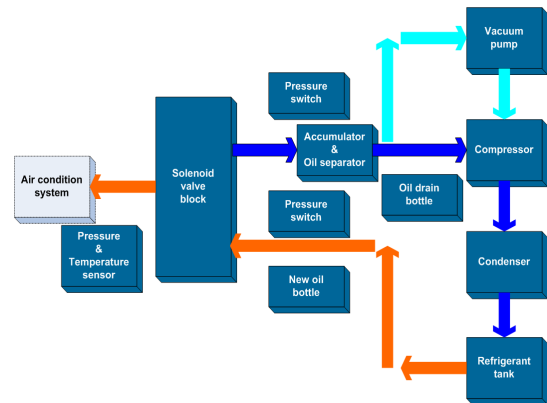 Vacuum
pump
Pressure
switch
Accumulator
&
Oil separator
Compressor
Solenoid
valve
block
Air condition
system
Oil drain
bottle
Pressure
switch
Pressure
&
Temperature
sensor
Condenser
New oil
bottle
Refrigerant
tank